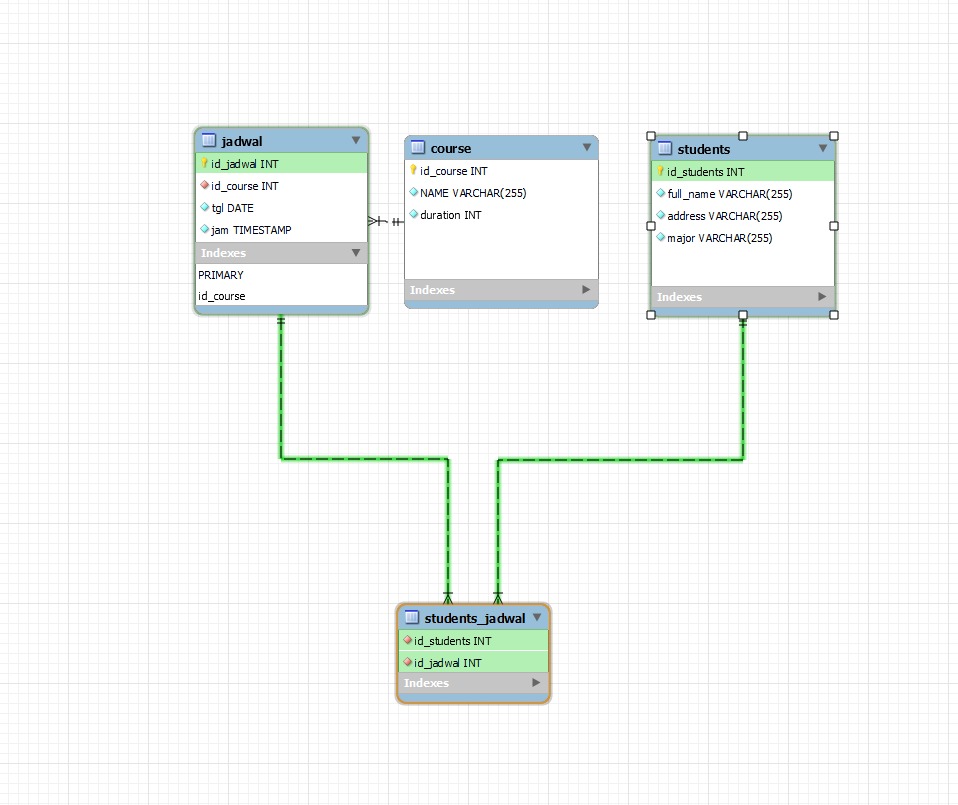 jadwal
id_jadwal INT
id_course INT
tgl DATE
jam TIMESTAMP
Indexes
PRIMARY
id_course
course
id_course INT
NAME VARCHAR(255)
duration INT
Indexes
students
id_students INT
full_name VARCHAR(255)
address VARCHAR(255)
major VARCHAR(255)
Indexes
students_jadwal
id_students INT
id_jadwal INT
Indexes